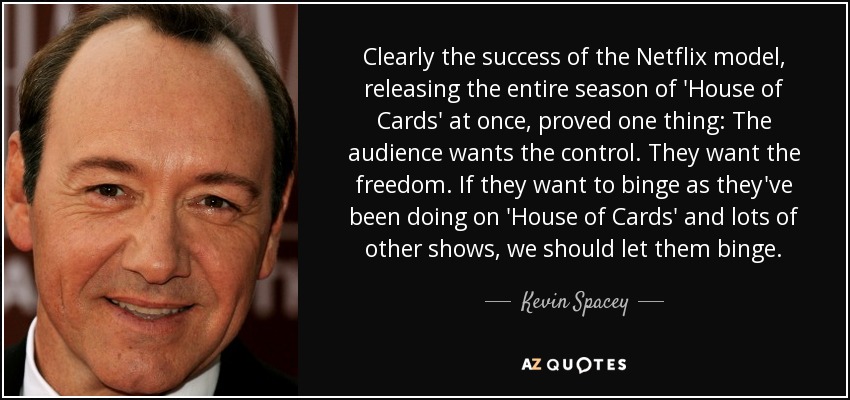 Clearly the success of the Netflix model,
releasing the entire season of 'House of
Cards' at once, proved one thing: The
audience wants the control. They want the
freedom. If they want to binge as they've
been doing on 'House of Cards' and lots of
other shows, we should let them binge.
Kevin Spacey
AZ QUOTES